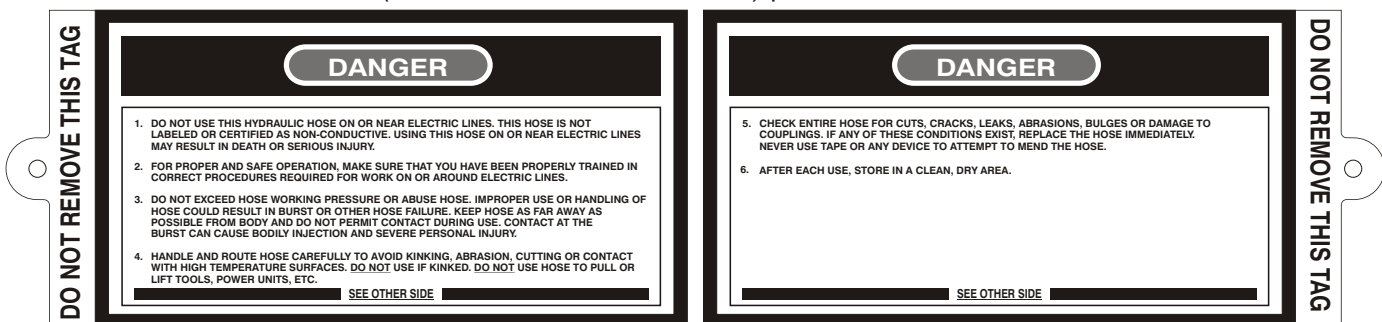 DO NOT REMOVE THIS TAG
DANGER
1. DO NOT USE THIS HYDRAULIC HOSE ON OR NEAR ELECTRIC LINES. THIS HOSE IS NOT
LABELED OR CERTIFIED AS NON-CONDUCTIVE. USING THIS HOSE ON OR NEAR ELECTRIC LINES
MAY RESULT IN DEATH OR SERIOUS INJURY.
2. FOR PROPER AND SAFE OPERATION, MAKE SURE THAT YOU HAVE BEEN PROPERLY TRAINED IN
CORRECT PROCEDURES REQUIRED FOR WORK ON OR AROUND ELECTRIC LINES.
3. DO NOT EXCEED HOSE WORKING PRESSURE OR ABUSE HOSE. IMPROPER USE OR HANDLING OF
HOSE COULD RESULT IN BURST OR OTHER HOSE FAILURE. KEEP HOSE AS FAR AWAY AS
POSSIBLE FROM BODY AND DO NOT PERMIT CONTACT DURING USE. CONTACT AT THE
BURST CAN CAUSE BODILY INJECTION AND SEVERE PERSONAL INJURY.
4. HANDLE AND ROUTE HOSE CAREFULLY TO AVOID KINKING, ABRASION, CUTTING OR CONTACT
WITH HIGH TEMPERATURE SURFACES. DO NOT USE IF KINKED. DO NOT USE HOSE TO PULL OR
LIFT TOOLS, POWER UNITS, ETC.
SEE OTHER SIDE
DANGER
5. CHECK ENTIRE HOSE FOR CUTS, CRACKS, LEAKS, ABRASIONS, BULGES OR DAMAGE TO
COUPLINGS. IF ANY OF THESE CONDITIONS EXIST, REPLACE THE HOSE IMMEDIATELY.
NEVER USE TAPE OR ANY DEVICE TO ATTEMPT TO MEND THE HOSE.
6. AFTER EACH USE, STORE IN A CLEAN, DRY AREA.
SEE OTHER SIDE
DO NOT REMOVE THIS TAG